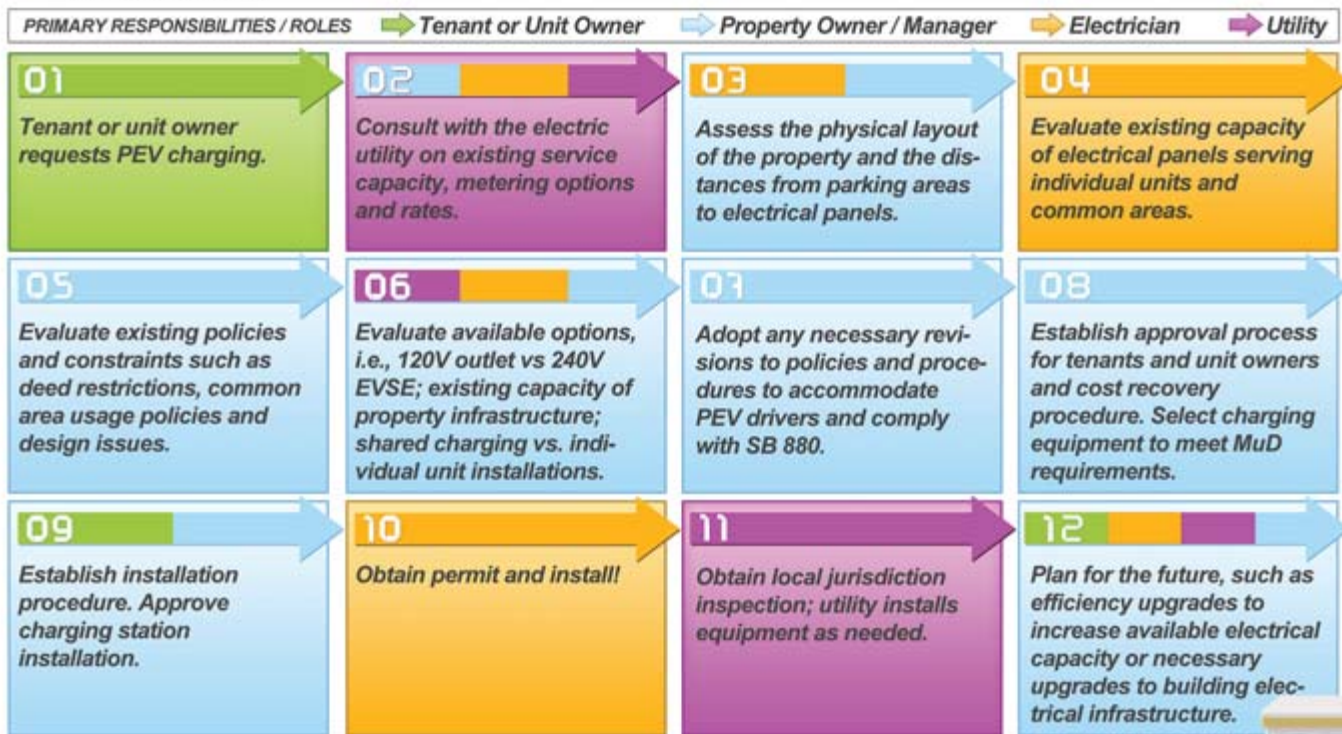 PRIMARY RESPONSIBILITIES / ROLES Tenant or Unit Owner Property Owner / Manager Electrician Utility
01
Tenant or unit owner
requests PEV charging.
02
Consult with the electric
utility on existing service
capacity, metering options
and rates.
03
Assess the physical layout
of the property and the dis-
tances from parking areas
to electrical panels.
04
Evaluate existing capacity
of electrical panels serving
individual units and
common areas.
05
Evaluate existing policies
and constraints such as
deed restrictions, common
area usage policies and
design issues.
06
Evaluate available options,
i.e., 120V outlet vs 240V
EVSE; existing capacity of
property infrastructure;
shared charging vs. indi-
vidual unit installations.
07
Adopt any necessary revi-
sions to policies and proce-
dures to accommodate
PEV drivers and comply
with SB 880.
08
Establish approval process
for tenants and unit owners
and cost recovery
procedure. Select charging
equipment to meet MuD
requirements.
09
Establish installation
procedure. Approve
charging station
installation.
10
Obtain permit and install!
11
Obtain local jurisdiction
inspection; utility installs
equipment as needed.
12
Plan for the future, such as
efficiency upgrades to
increase available electrical
capacity or necessary
upgrades to building elec-
trical infrastructure.